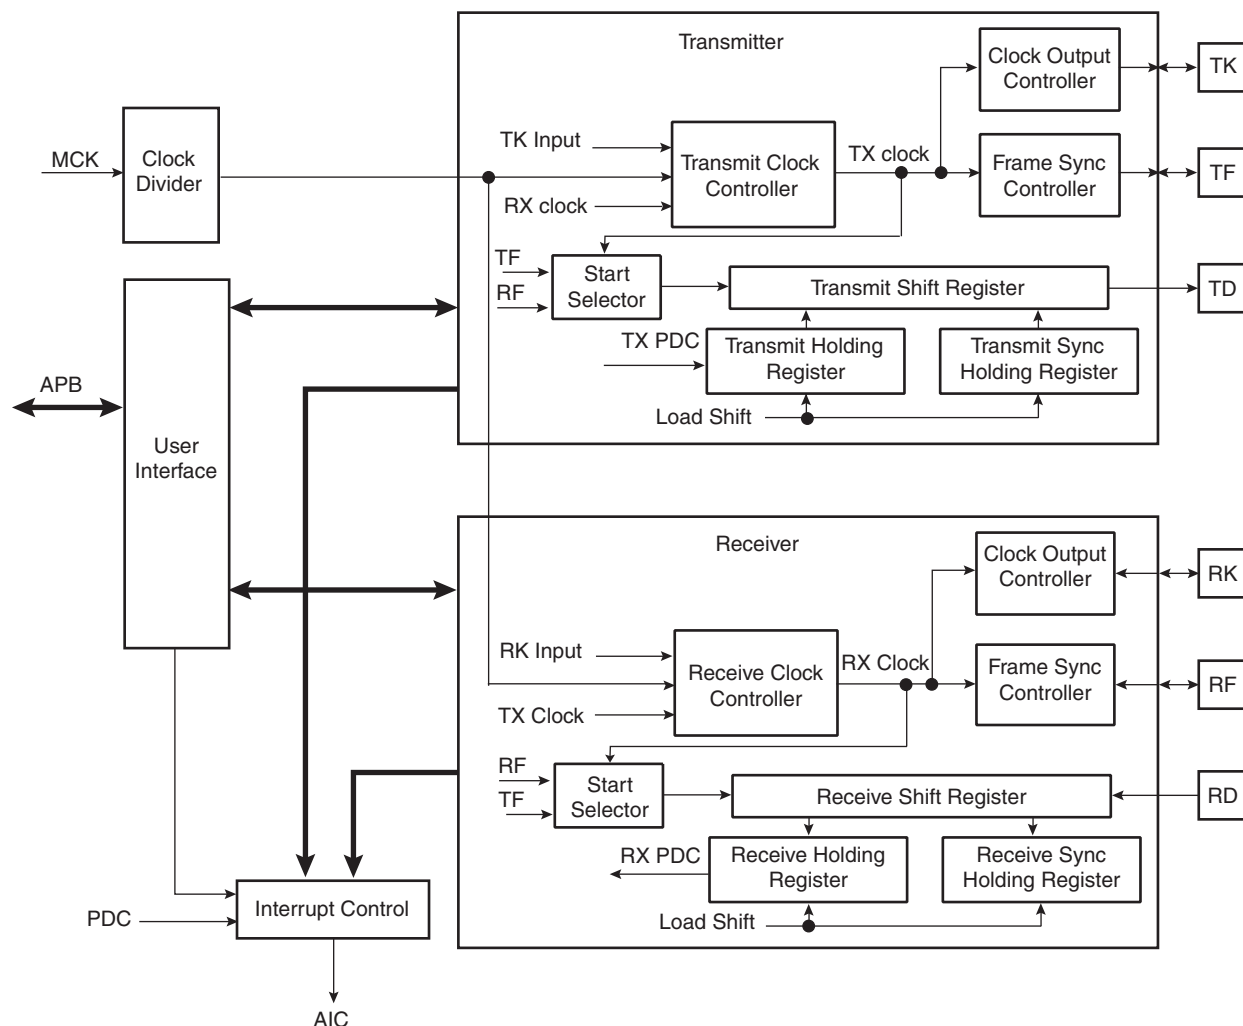 Transmitter
Clock Output
Controller
TK
MCK
Clock
Divider
TK Input
Transmit Clock
Controller
TX clock
Frame Sync
Controller
TF
RX clock
TF
RF
Start
Selector
Transmit Shift Register
TD
TX PDC
Transmit Holding
Register
Transmit Sync
Holding Register
Load Shift
APB
User
Interface
Receiver
Clock Output
Controller
RK
RK Input
Receive Clock
Controller
RX Clock
Frame Sync
Controller
RF
TX Clock
RF
TF
Start
Selector
Receive Shift Register
RD
RX PDC
Receive Holding
Register
Receive Sync
Holding Register
Load Shift
PDC
Interrupt Control
AIC